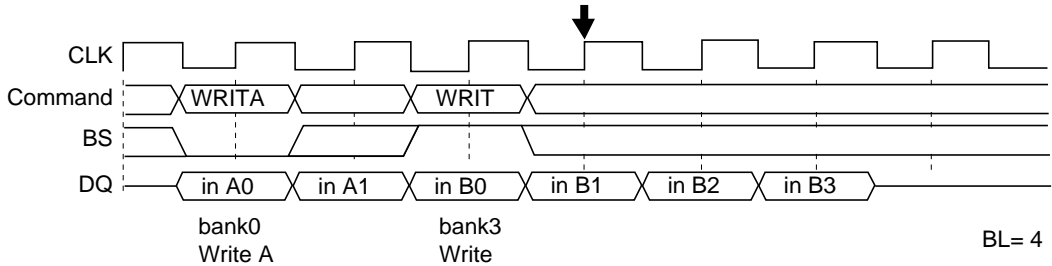 CLK
Command WRITA WRIT
BS
DQ in A0 in A1 in B0 in B1 in B2 in B3
bank0 bank3
Write A Write
BL= 4